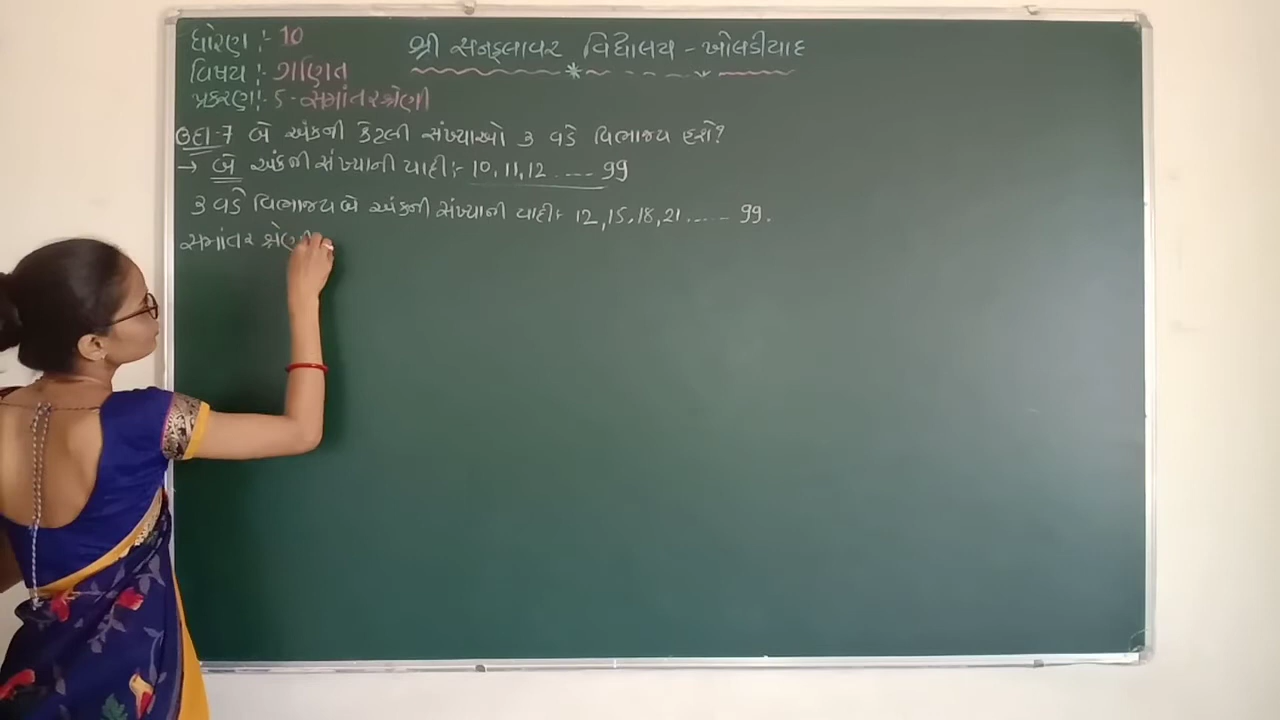 ધોરણ :- 10
શ્રી સનફ્લાવર વિદ્યાલય - ખોલડીયાદ
વિષય :- ગણિત
પ્રકરણ :- 5 - સમાંતર શ્રેણી
ઉદા-7 બે અંકની કેટલી સંખ્યાઓ 3 વડે વિભાજ્ય હશે?
→ બે અંકની સંખ્યાની યાદી :- 10, 11, 12 ..... 99
3 વડે વિભાજ્ય બે અંકની સંખ્યાની યાદી :- 12, 15, 18, 21 ...... 99.
સમાંતર શ્રેણી